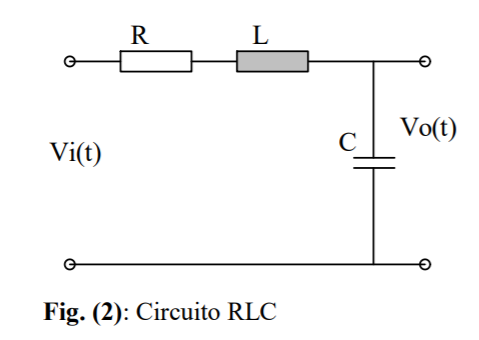 R L
Vo(t)
C
Vi(t)
Fig. (2): Circuito RLC